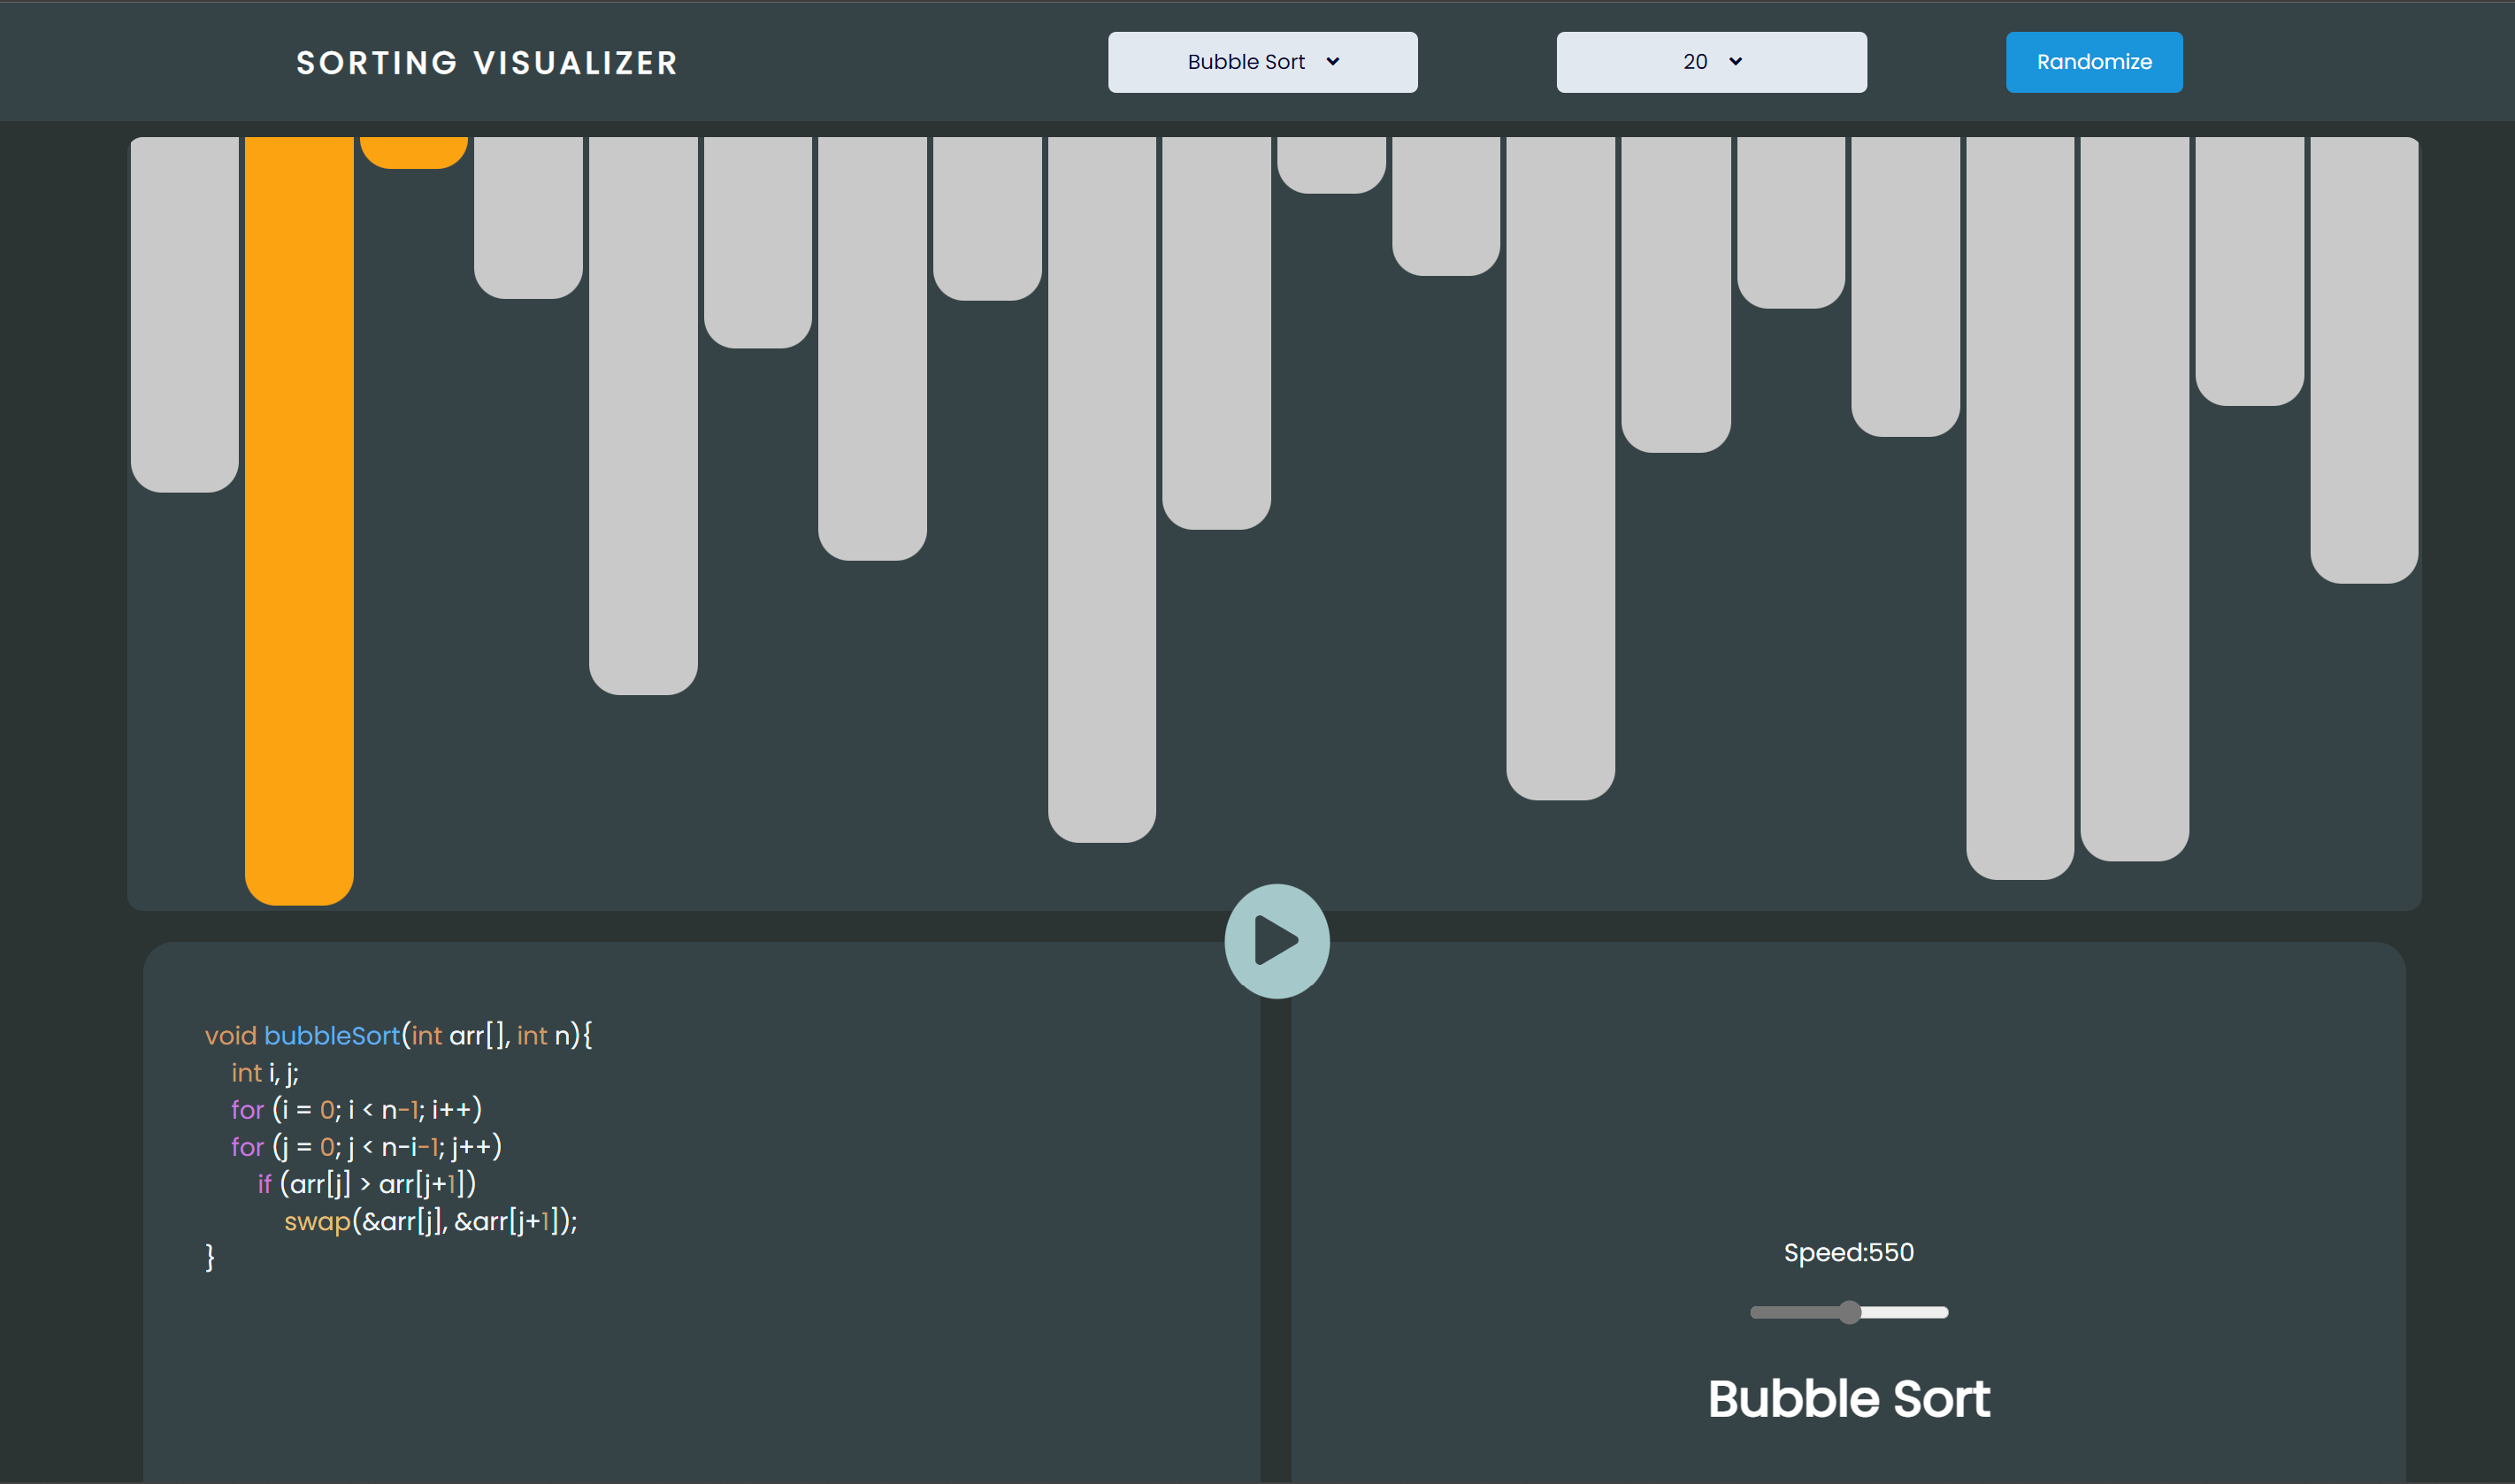 SORTING VISUALIZER
Bubble Sort
20
Randomize
void bubbleSort(int arr[], int n){
int i, j;
for (i = 0; i < n-1; i++)
for (j = 0; j < n-i-1; j++)
if (arr[j] > arr[j+1])
swap(&arr[j], &arr[j+1]);
}
Speed:550
Bubble Sort